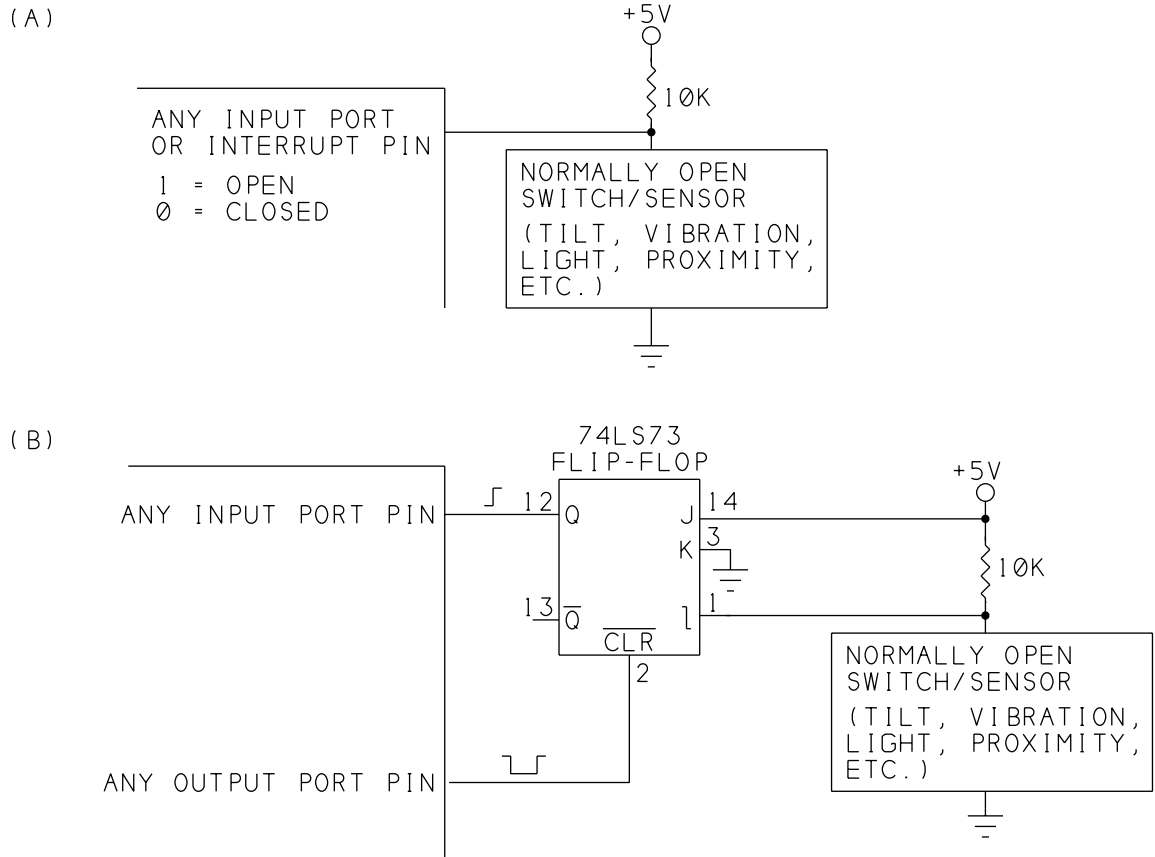 (A)
+5V
10K
ANY INPUT PORT
OR INTERRUPT PIN
1 = OPEN
0 = CLOSED
NORMALLY OPEN
SWITCH/SENSOR
(TILT, VIBRATION,
LIGHT, PROXIMITY,
ETC.)
(B)
74LS73
FLIP-FLOP
+5V
ANY INPUT PORT PIN
12
Q
J
14
K
3
10K
13
Q̅
l
1
C̅L̅R̅
2
NORMALLY OPEN
SWITCH/SENSOR
(TILT, VIBRATION,
LIGHT, PROXIMITY,
ETC.)
ANY OUTPUT PORT PIN